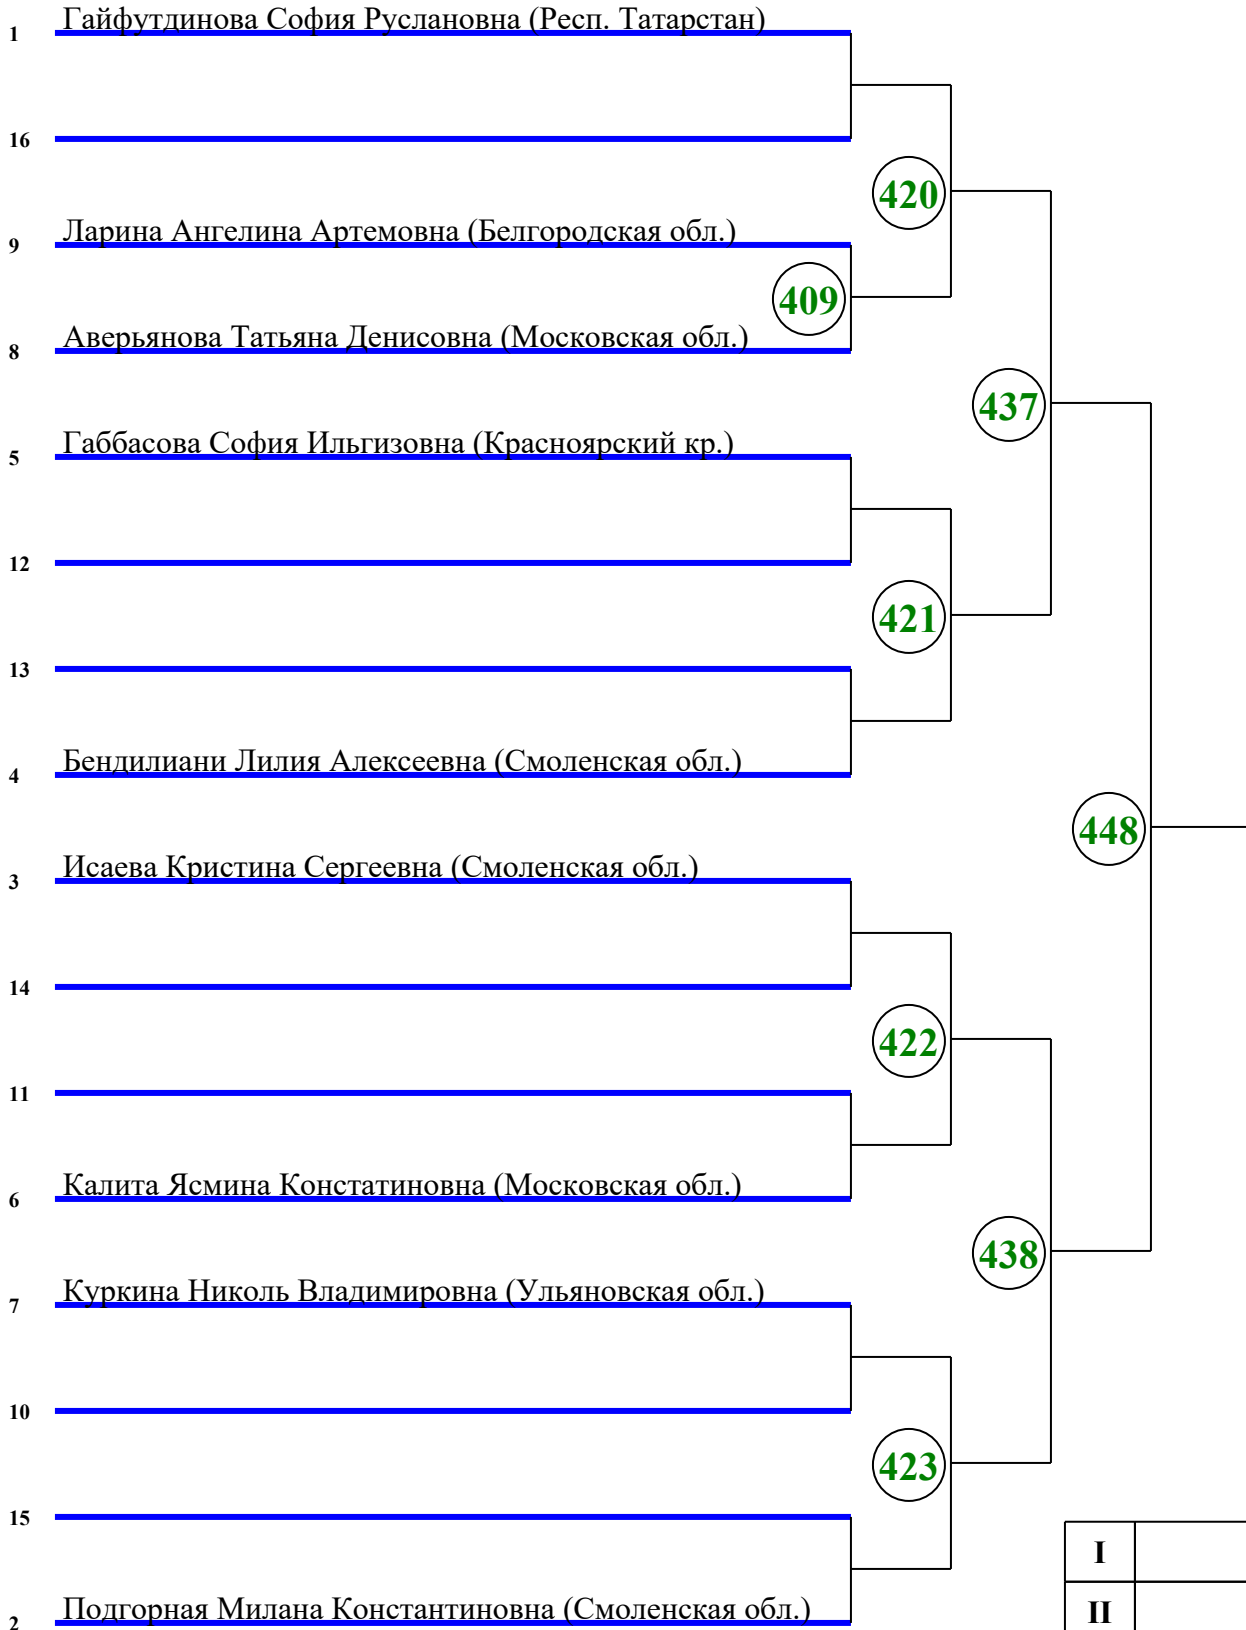 1 Гайфутдинова София Руслановна (Респ. Татарстан)
16
420
9 Ларина Ангелина Артемовна (Белгородская обл.)
409
8 Аверьянова Татьяна Денисовна (Московская обл.)
437
5 Габбасова София Ильгизовна (Красноярский кр.)
12
421
13
4 Бендилиани Лилия Алексеевна (Смоленская обл.)
448
3 Исаева Кристина Сергеевна (Смоленская обл.)
14
422
11
6 Калита Ясмина Констатиновна (Московская обл.)
438
7 Куркина Николь Владимировна (Ульяновская обл.)
10
423
15
I
2 Подгорная Милана Константиновна (Смоленская обл.)
II